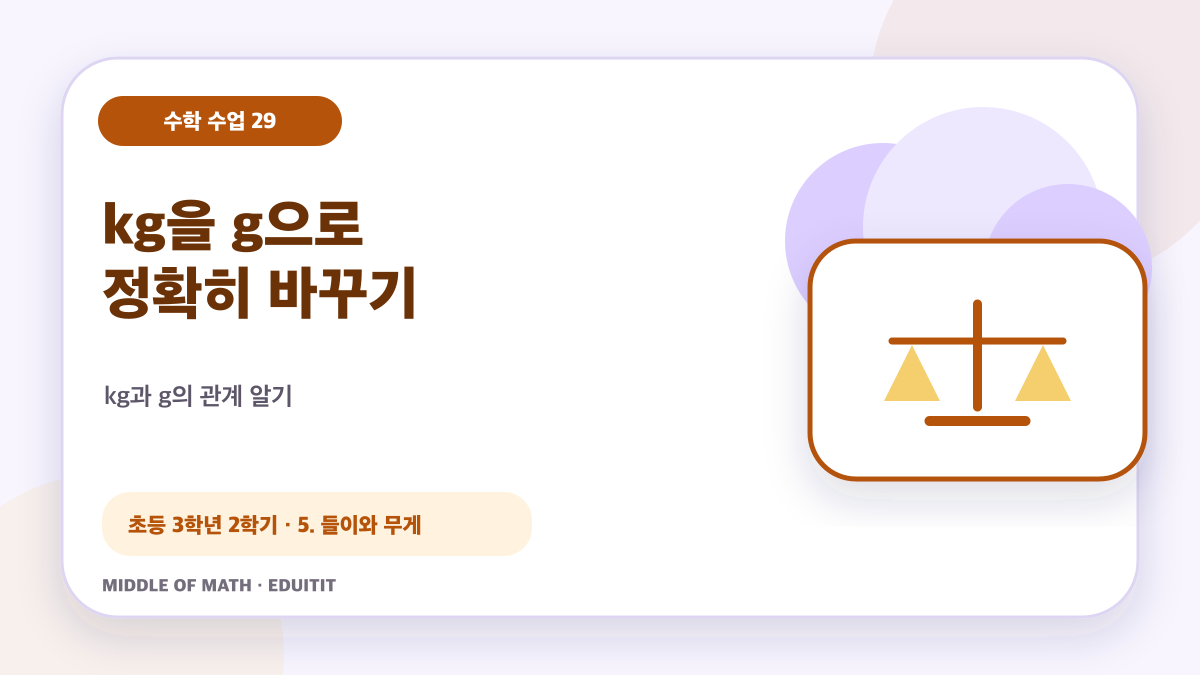 수학 수업 29
kg을 g으로
정확히 바꾸기
kg과 g의 관계 알기
초등 3학년 2학기 · 5. 들이와 무게
MIDDLE OF MATH · EDUITIT